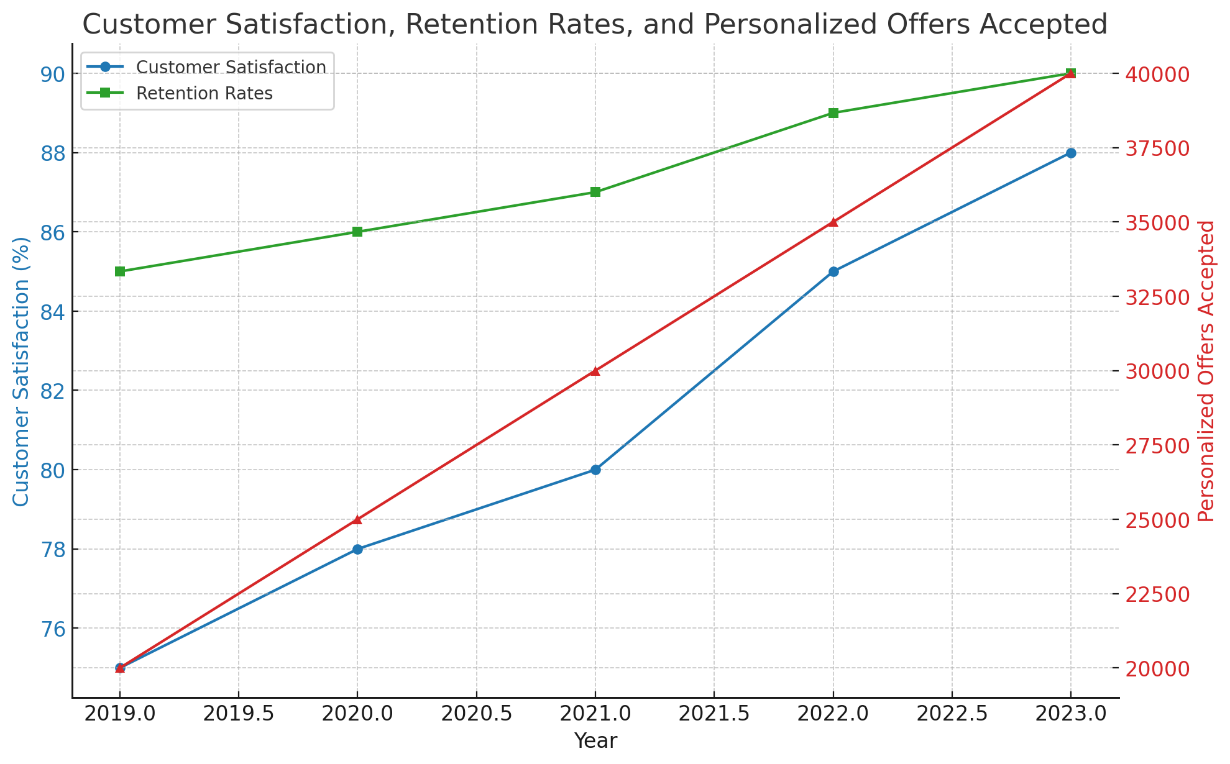 Customer Satisfaction, Retention Rates, and Personalized Offers Accepted
Customer Satisfaction
Retention Rates
Customer Satisfaction (%)
90
88
86
84
82
80
78
76
40000
37500
35000
32500
30000
27500
25000
22500
20000
Personalized Offers Accepted
2019.0 2019.5 2020.0 2020.5 2021.0 2021.5 2022.0 2022.5 2023.0
Year